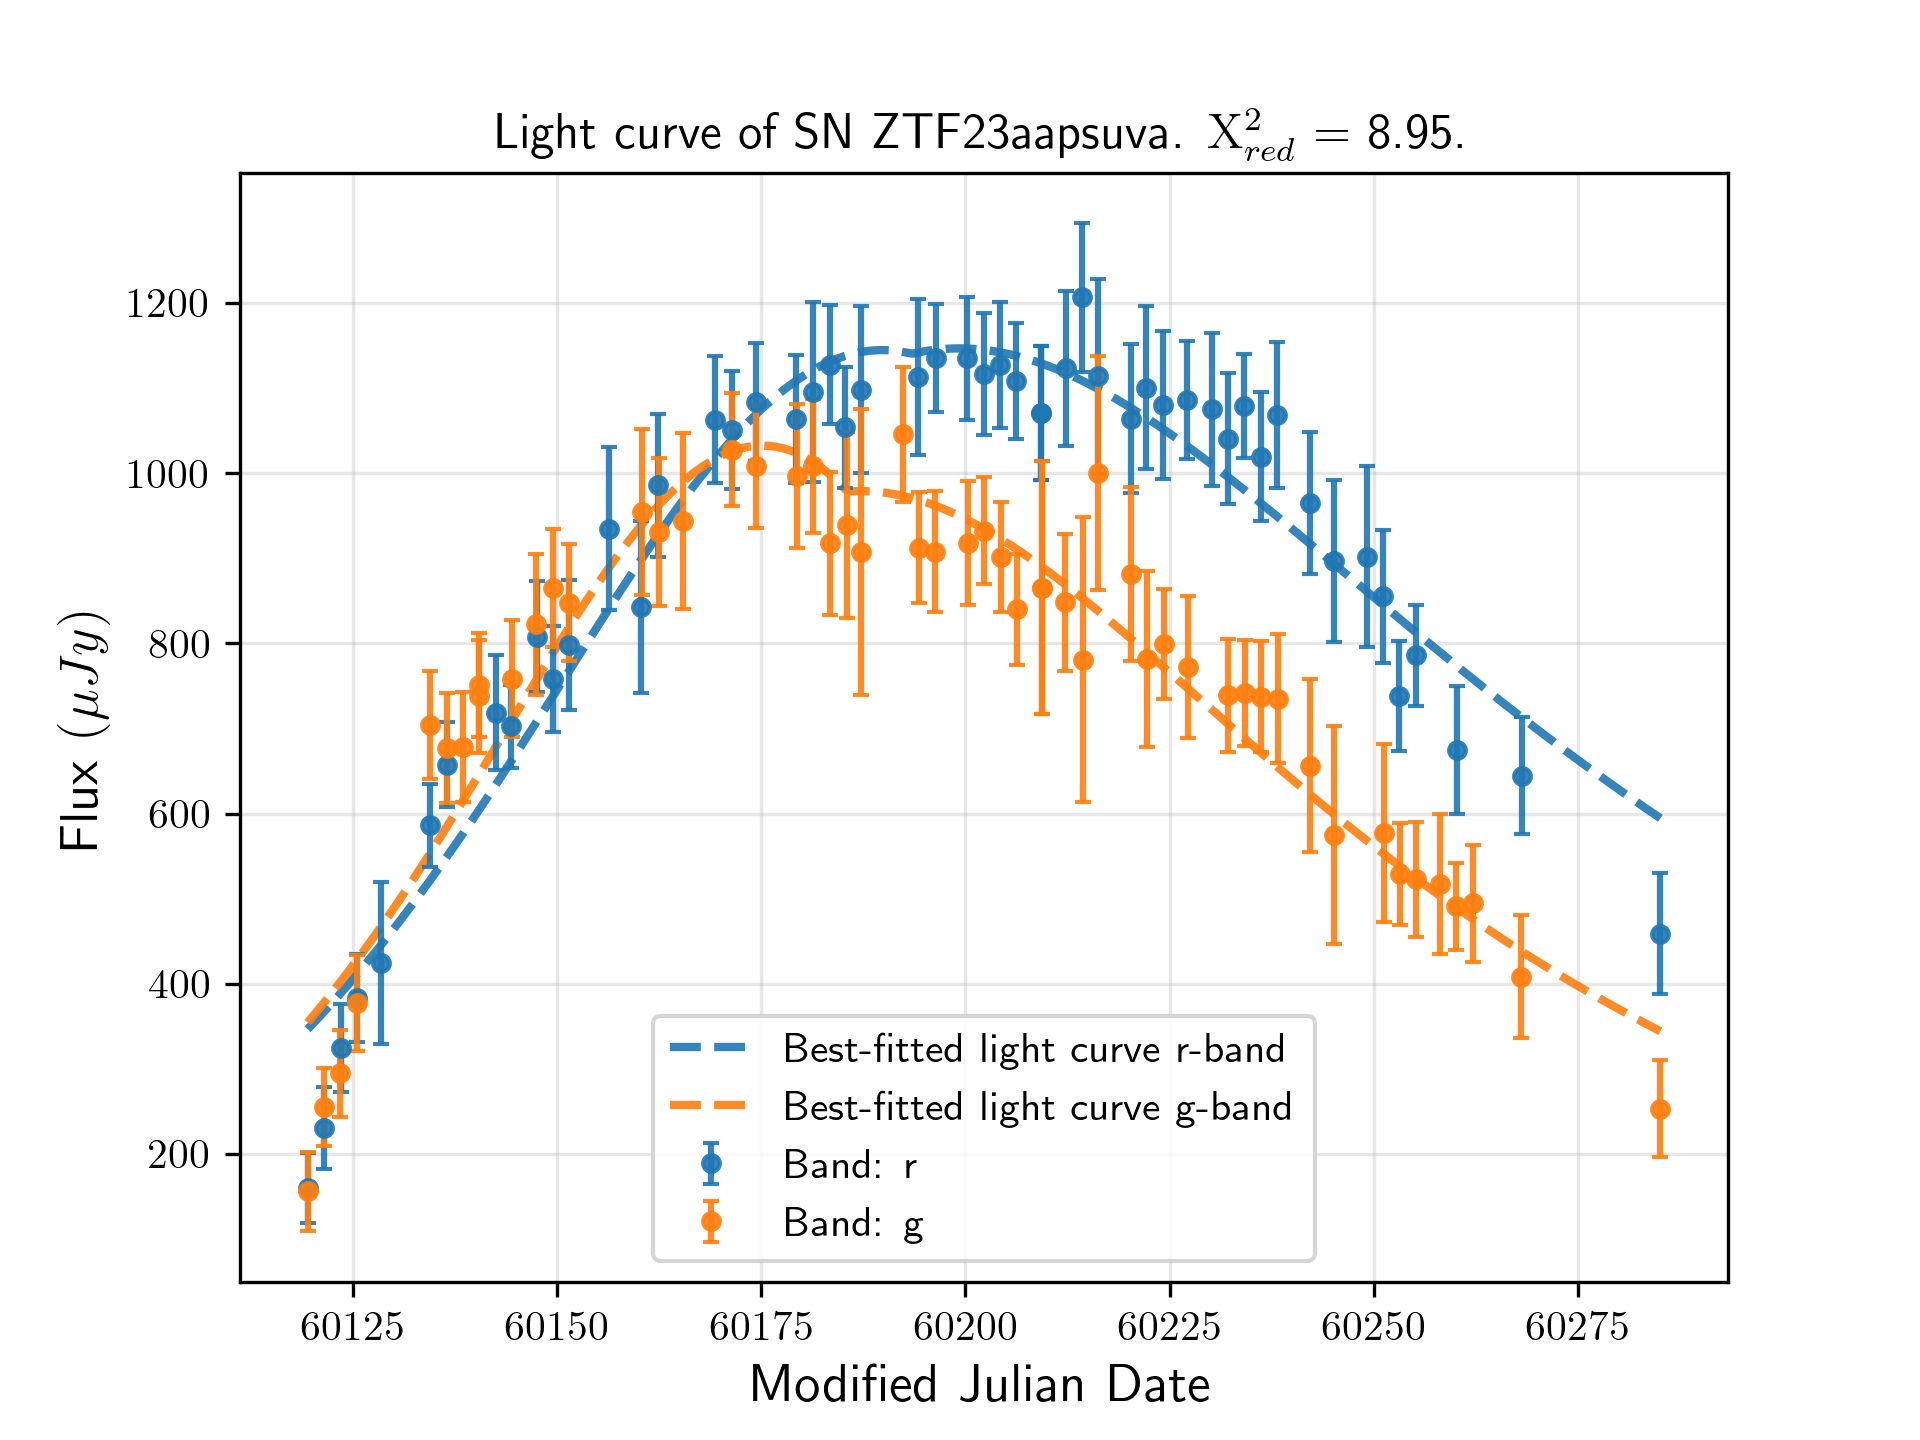 Light curve of SN ZTF23aapsuva. X²_red = 8.95.
Flux (μJy)
1200
1000
800
600
400
200
Best-fitted light curve r-band
Best-fitted light curve g-band
Band: r
Band: g
60125 60150 60175 60200 60225 60250 60275
Modified Julian Date